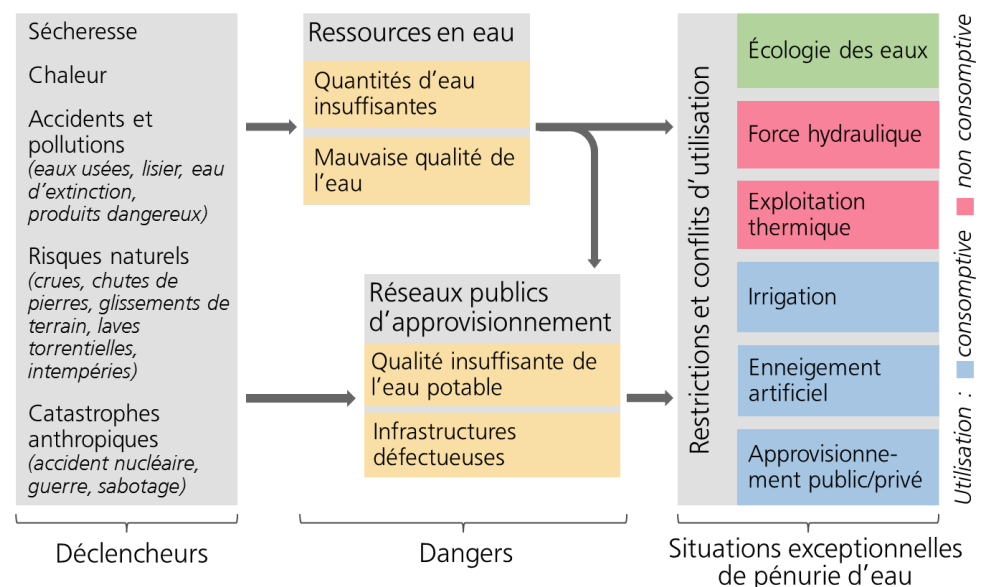 Sécheresse
Chaleur
Accidents et
pollutions
(eaux usées, lisier, eau
d’extinction,
produits dangereux)
Risques naturels
(crues, chutes de
pierres, glissements de
terrain, laves
torrentielles,
intempéries)
Catastrophes
anthropiques
(accident nucléaire,
guerre, sabotage)
Déclencheurs
Ressources en eau
Quantités d’eau
insuffisantes
Mauvaise qualité de
l’eau
Réseaux publics
d’approvisionnement
Qualité insuffisante de
l’eau potable
Infrastructures
défectueuses
Dangers
Restrictions et conflits d’utilisation
Écologie des eaux
Force hydraulique
Exploitation
thermique
Irrigation
Enneigement
artificiel
Approvisionne-
ment public/privé
Situations exceptionnelles
de pénurie d’eau
Utilisation : consomptive non consomptive